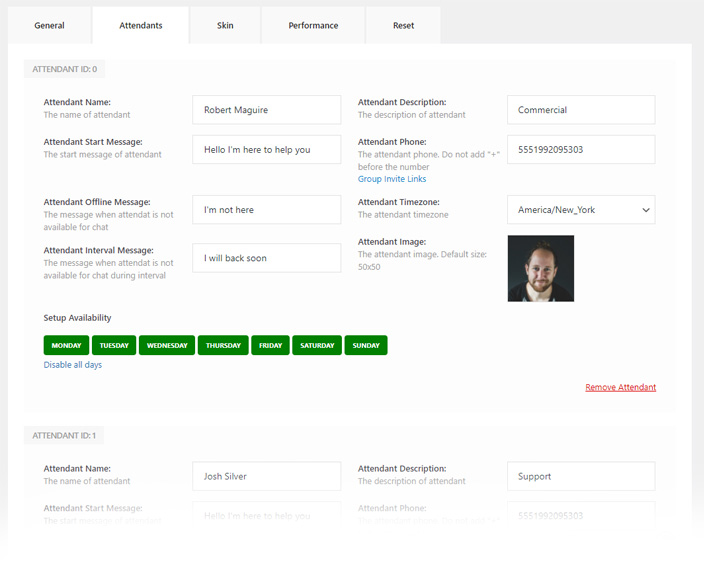 General Attendants Skin Performance Reset
ATTENDANT ID: 0
Attendant Name:
The name of attendant
Robert Maguire
Attendant Description:
The description of attendant
Commercial
Attendant Start Message:
The start message of attendant
Hello I'm here to help you
Attendant Phone:
The attendant phone. Do not add "+"
before the number
Group Invite Links
5551992095303
Attendant Offline Message:
The message when attendat is not
available for chat
I'm not here
Attendant Timezone:
The attendant timezone
America/New_York
Attendant Interval Message:
The message when attendat is not
available for chat during interval
I will back soon
Attendant Image:
The attendant image. Default size:
50x50
Setup Availability
MONDAY TUESDAY WEDNESDAY THURSDAY FRIDAY SATURDAY SUNDAY
Disable all days
Remove Attendant
ATTENDANT ID: 1
Attendant Name:
The name of attendant
Josh Silver
Attendant Description:
The description of attendant
Support
Attendant Start Message:
The start message of attendant
Hello I'm here to help you
Attendant Phone:
5551992095303